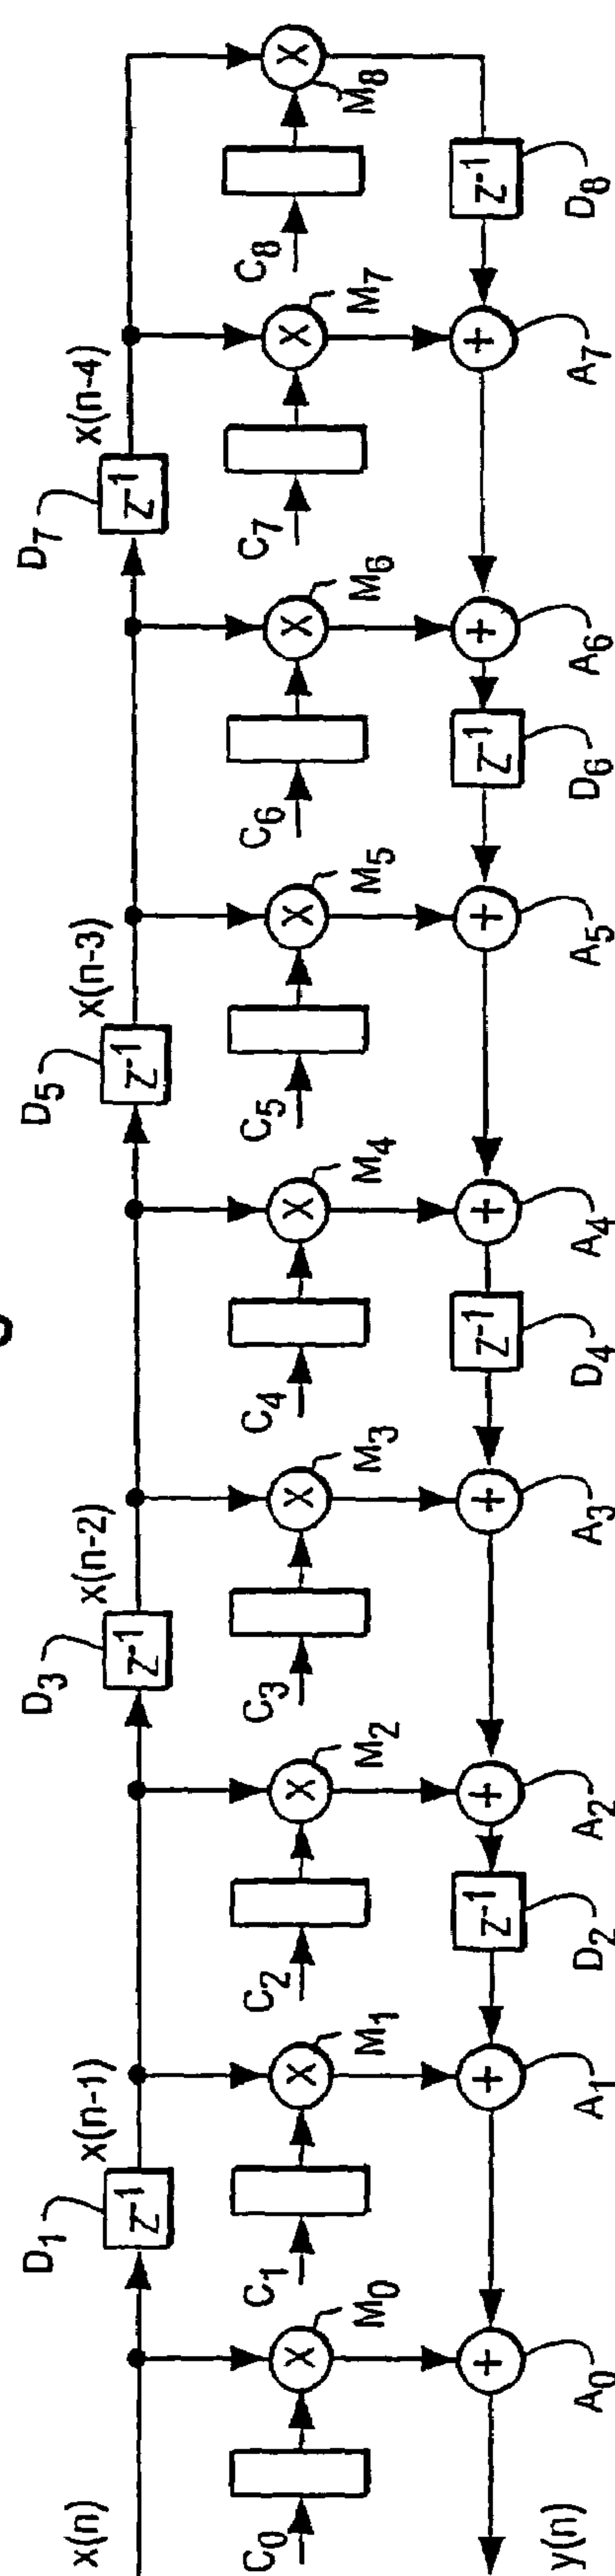 D₁ D₃ D₅ D₇
x(n) x(n-1) x(n-2) x(n-3) x(n-4)
z⁻¹ z⁻¹ z⁻¹ z⁻¹
C₀ C₁ C₂ C₃ C₄ C₅ C₆ C₇ C₈
X X X X X X X X X
M₀ M₁ M₂ M₃ M₄ M₅ M₆ M₇ M₈
+ + z⁻¹ + + z⁻¹ + + z⁻¹ + + z⁻¹
y(n)
A₀ A₁ D₂ A₂ A₃ D₄ A₄ A₅ D₆ A₆ A₇ D₈